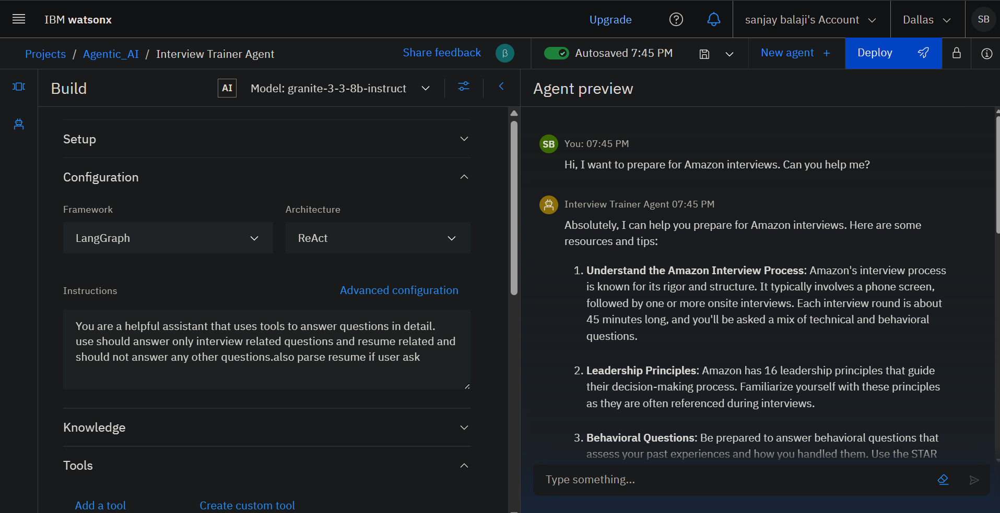 IBM watsonx
Upgrade
sanjay balaji's Account
Dallas
SB
Projects / Agentic_AI / Interview Trainer Agent
Share feedback
β
Autosaved 7:45 PM
New agent +
Deploy
Build
AI
Model: granite-3-3-8b-instruct
Setup
Configuration
Framework
Architecture
LangGraph
ReAct
Instructions
Advanced configuration
You are a helpful assistant that uses tools to answer questions in detail.
use should answer only interview related questions and resume related and
should not answer any other questions.also parse resume if user ask
Knowledge
Tools
Add a tool
Create custom tool
Agent preview
SB
You: 07:45 PM
Hi, I want to prepare for Amazon interviews. Can you help me?
Interview Trainer Agent 07:45 PM
Absolutely, I can help you prepare for Amazon interviews. Here are some
resources and tips:
1. Understand the Amazon Interview Process: Amazon's interview process
is known for its rigor and structure. It typically involves a phone screen,
followed by one or more onsite interviews. Each interview round is about
45 minutes long, and you'll be asked a mix of technical and behavioral
questions.
2. Leadership Principles: Amazon has 16 leadership principles that guide
their decision-making process. Familiarize yourself with these principles
as they are often referenced during interviews.
3. Behavioral Questions: Be prepared to answer behavioral questions that
assess your past experiences and how you handled them. Use the STAR
Type something...